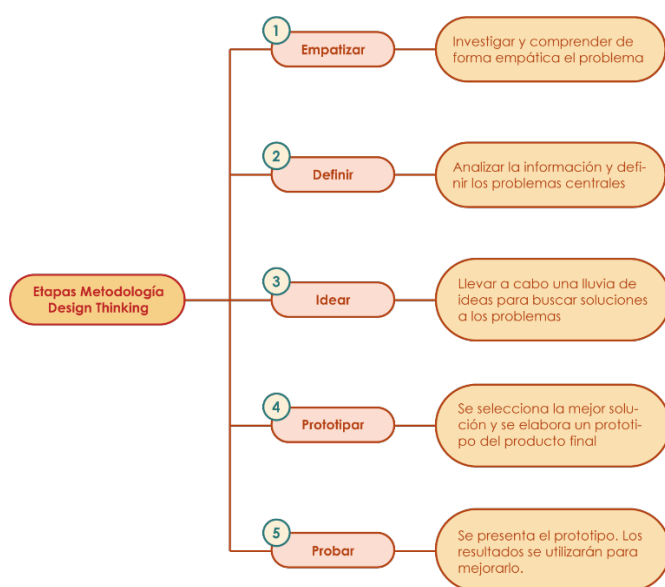 1
Empatizar
Investigar y comprender de
forma empática el problema
2
Definir
Analizar la información y defi-
nir los problemas centrales
Etapas Metodología
Design Thinking
3
Idear
Llevar a cabo una lluvia de
ideas para buscar soluciones
a los problemas
4
Prototipar
Se selecciona la mejor solu-
ción y se elabora un prototi-
po del producto final
5
Probar
Se presenta el prototipo. Los
resultados se utilizarán para
mejorarlo.